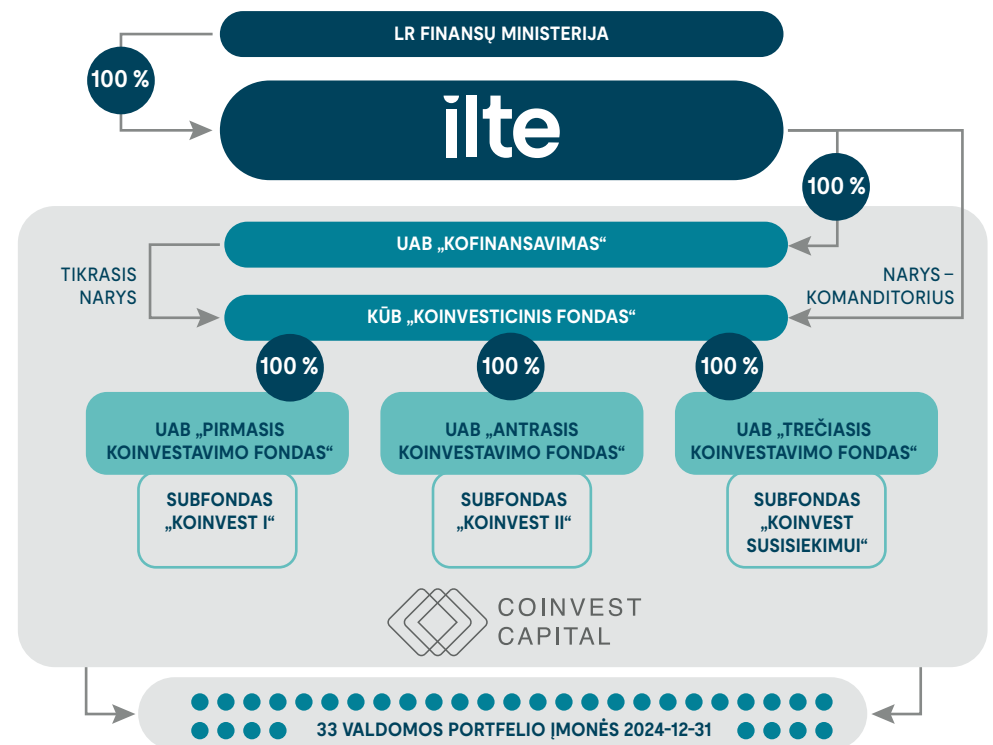 LR FINANSŲ MINISTERIJA
100 %
ilte
100 %
UAB „KOFINANSAVIMAS“
TIKRASIS
NARYS
NARYS –
KOMANDITORIUS
KŪB „KOINVESTICINIS FONDAS“
100 %
100 %
100 %
UAB „PIRMASIS
KOINVESTAVIMO FONDAS“
UAB „ANTRASIS
KOINVESTAVIMO FONDAS“
UAB „TREČIASIS
KOINVESTAVIMO FONDAS“
SUBFONDAS
„KOINVEST I“
SUBFONDAS
„KOINVEST II“
SUBFONDAS
„KOINVEST
SUSISIEKIMUI“
COINVEST
CAPITAL
33 VALDOMOS PORTFELIO ĮMONĖS 2024-12-31